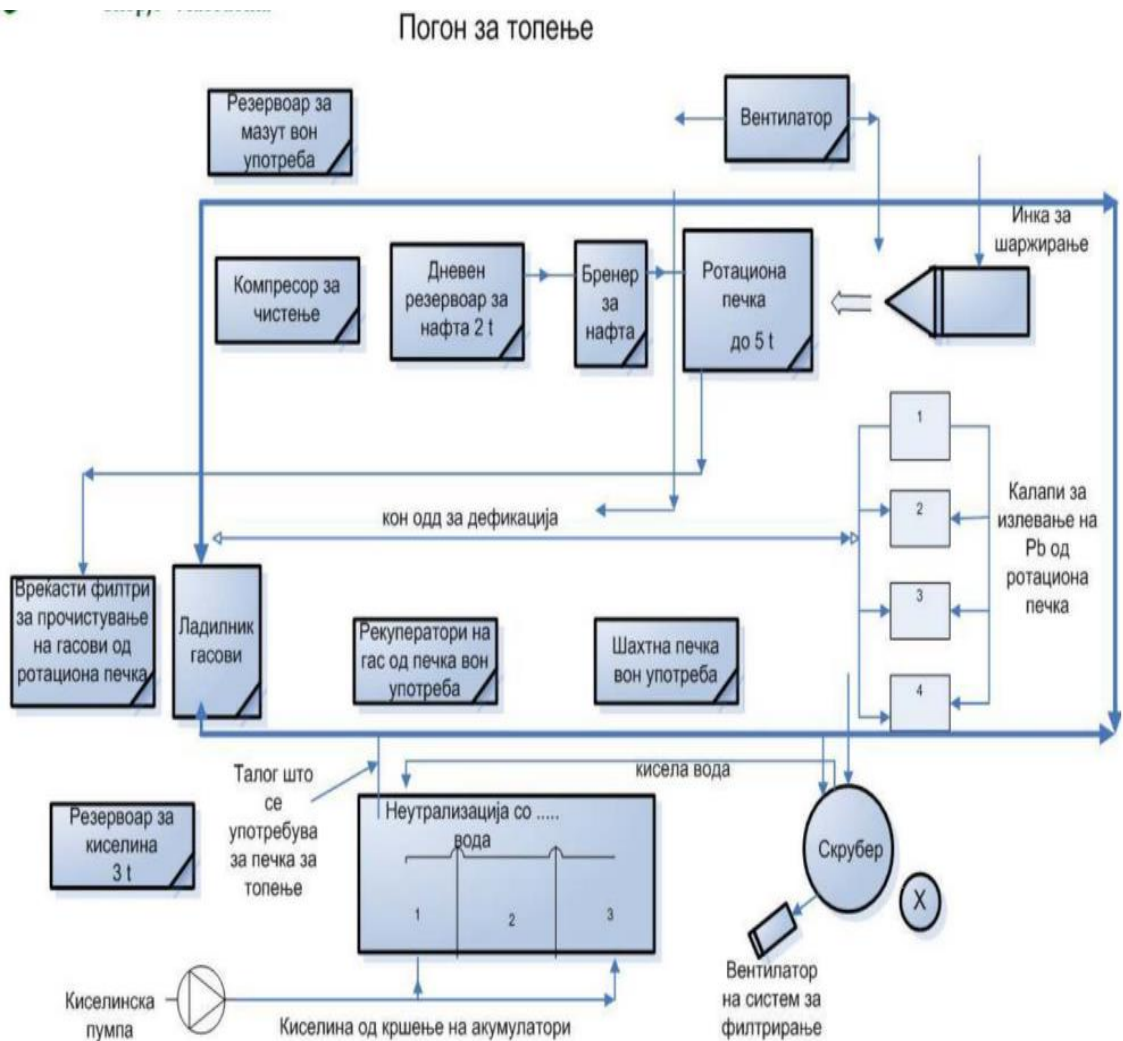 Погон за топење
Резервоар за
мазут вон
употреба
Вентилатор
Инка за
шаржирање
Компресор за
чистење
Дневен
резервоар за
нафта 2 t
Бренер
за
нафта
Ротациона
печка
до 5 t
1
2
3
4
Калапи за
излевање на
Pb од
ротациона
печка
кон одд за дефикација
Врeќасти филтри
за прочистување
на гасови од
ротациона печка
Ладилник
гасови
Рекуператори на
гас од печка вон
употреба
Шахтна печка
вон употреба
Талог што
се
употребува
за печка за
топење
кисела вода
Резервоар за
киселина
3 t
Неутрализација со .....
вода
1
2
3
Скрубер
X
Вентилатор
на систем за
филтрирање
Киселинска
пумпа
Киселина од кршење на акумулатори